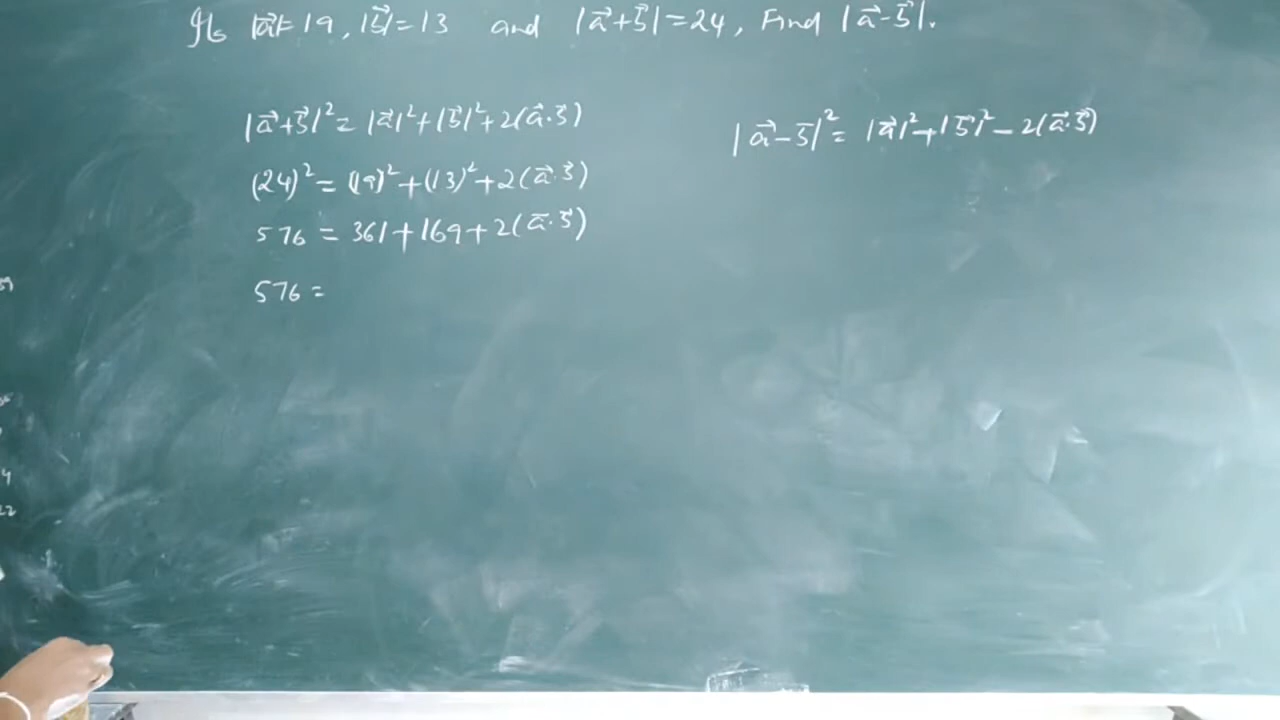 If |a⃗|=19, |b⃗|=13 and |a⃗+b⃗|=24, Find |a⃗-b⃗|.
|a⃗+b⃗|²= |a⃗|²+|b⃗|²+2(a⃗·b⃗)
(24)²= (19)²+(13)²+2(a⃗·b⃗)
576 = 361+169+2(a⃗·b⃗)
576 =
|a⃗-b⃗|²= |a⃗|²+|b⃗|²-2(a⃗·b⃗)